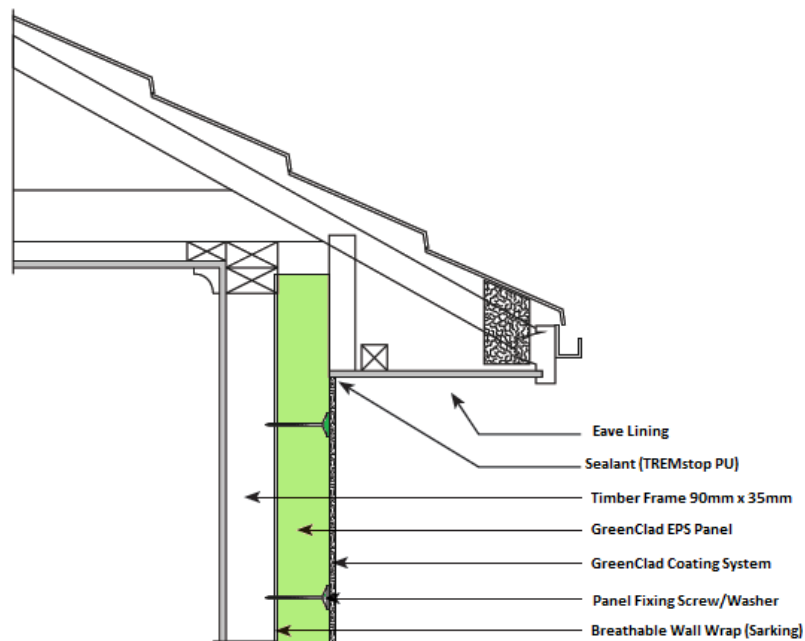 Eave Lining
Sealant (TREMstop PU)
Timber Frame 90mm x 35mm
GreenClad EPS Panel
GreenClad Coating System
Panel Fixing Screw/Washer
Breathable Wall Wrap (Sarking)